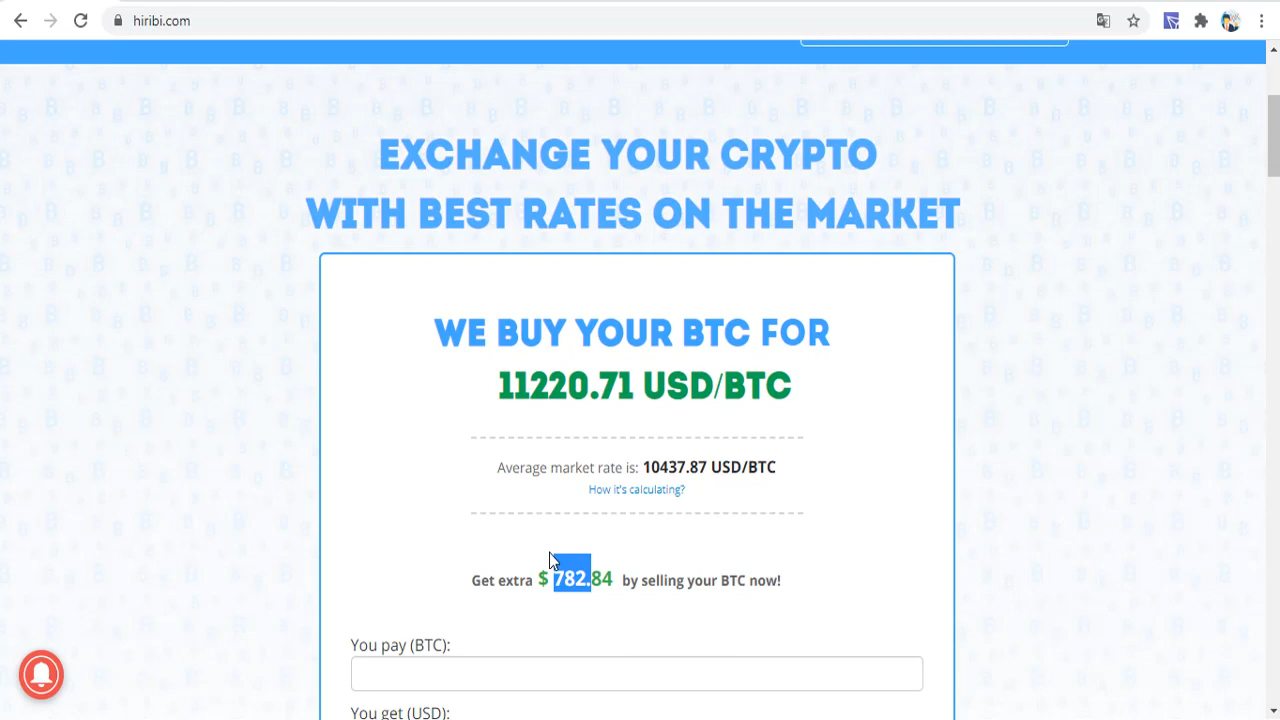 hiribi.com
EXCHANGE YOUR CRYPTO
WITH BEST RATES ON THE MARKET
WE BUY YOUR BTC FOR
11220.71 USD/BTC
Average market rate is: 10437.87 USD/BTC
How it's calculating?
Get extra $ 782.84 by selling your BTC now!
You pay (BTC):
You get (USD):